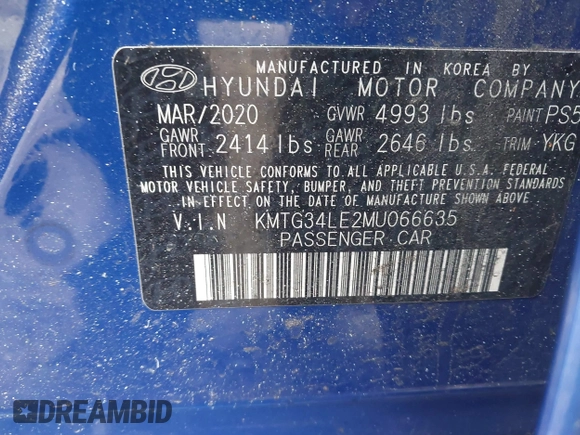 MANUFACTURED IN KOREA BY
HYUNDAI MOTOR COMPANY
MAR/2020 GVWR 4993 lbs PAINT PS5
GAWR FRONT 2414 lbs GAWR REAR 2646 lbs TRIM YKG
THIS VEHICLE CONFORMS TO ALL APPLICABLE U.S.A. FEDERAL
MOTOR VEHICLE SAFETY, BUMPER, AND THEFT PREVENTION STANDARDS
IN EFFECT ON THE DATE OF MANUFACTURE SHOWN ABOVE.
V.I.N KMTG34LE2MU066635
PASSENGER CAR
DREAMBID